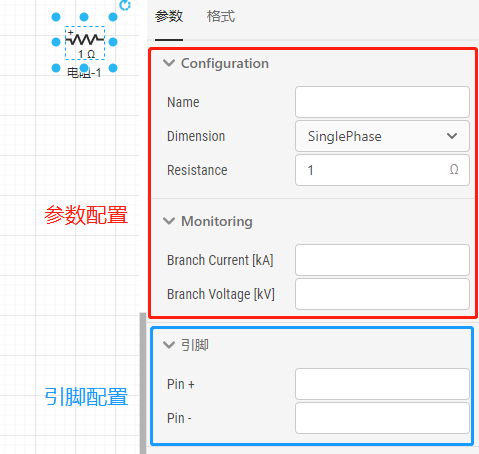 参数 格式
+
1 Ω
电阻-1
Configuration
Name
Dimension SinglePhase
Resistance 1 Ω
参数配置
Monitoring
Branch Current [kA]
Branch Voltage [kV]
引脚
引脚配置
Pin +
Pin -